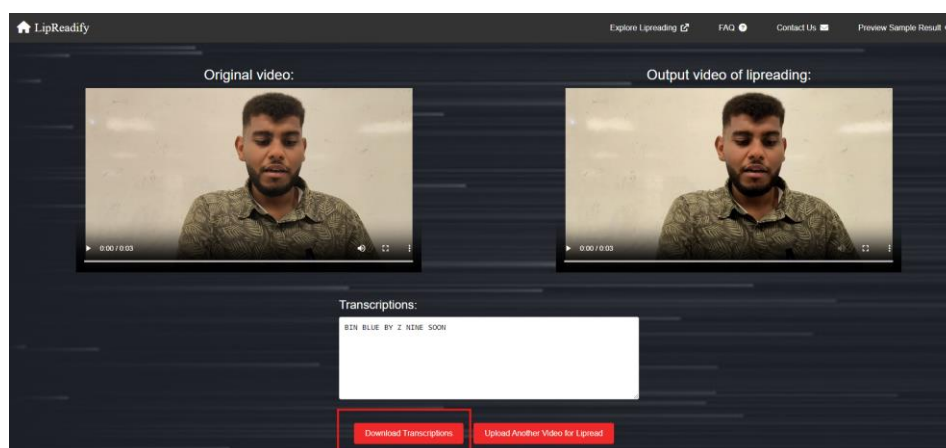 LipReadify
Explore Lipreading FAQ Contact Us Preview Sample Result
Original video: Output video of lipreading:
0:00 / 0:03 0:00 / 0:03
Transcriptions:
BIN BLUE BY Z NINE SOON
Download Transcriptions Upload Another Video for Lipread